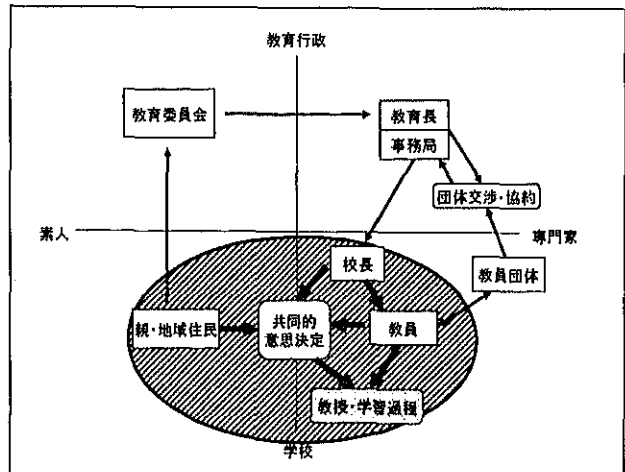 教育行政
教育委員会
教育長
事務局
団体交渉・協約
素人
専門家
校長
教員団体
親・地域住民
共同的
意思決定
教員
教授・学習過程
学校